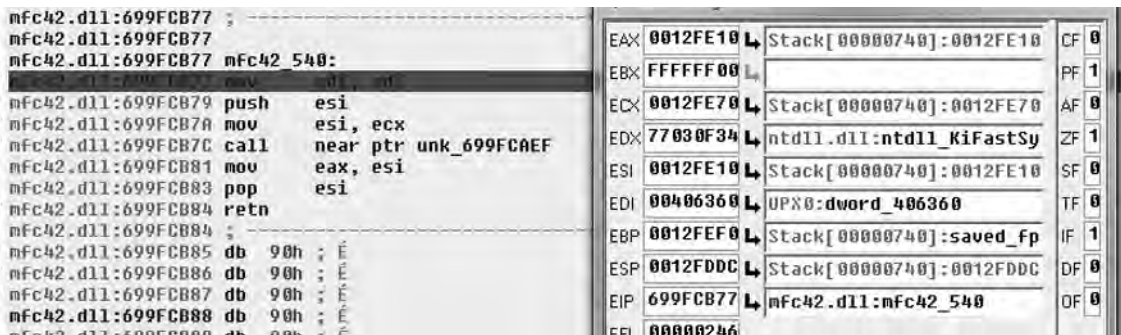 mfc42.dll:699FCB77 ;
mfc42.dll:699FCB77
mfc42.dll:699FCB77 mfc42_540:
mfc42.dll:699FCB77 mov edi, edi
mfc42.dll:699FCB79 push esi
mfc42.dll:699FCB7A mov esi, ecx
mfc42.dll:699FCB7C call near ptr unk_699FCAEF
mfc42.dll:699FCB81 mov eax, esi
mfc42.dll:699FCB83 pop esi
mfc42.dll:699FCB84 retn
mfc42.dll:699FCB84 ;
mfc42.dll:699FCB85 db 90h ; É
mfc42.dll:699FCB86 db 90h ; É
mfc42.dll:699FCB87 db 90h ; É
mfc42.dll:699FCB88 db 90h ; É
EAX 0012FE10 Stack[00000740]:0012FE10 CF 0
EBX FFFFFF00 PF 1
ECX 0012FE70 Stack[00000740]:0012FE70 AF 0
EDX 77030F34 ntdll.dll:ntdll_KiFastSy ZF 1
ESI 0012FE10 Stack[00000740]:0012FE10 SF 0
EDI 00406360 UPX0:dword_406360 TF 0
EBP 0012FEF0 Stack[00000740]:saved_fp IF 1
ESP 0012FDDC Stack[00000740]:0012FDDC DF 0
EIP 699FCB77 mfc42.dll:mfc42_540 OF 0
EFL 00000246